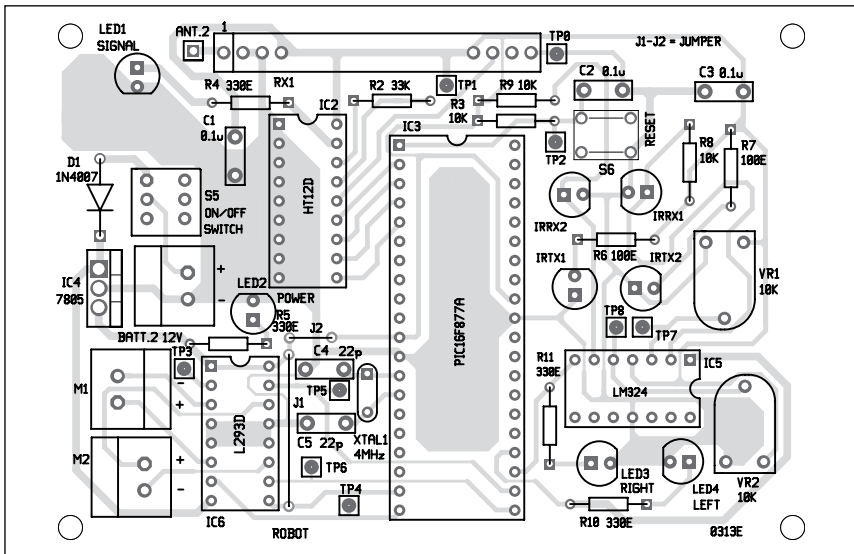 LED1
SIGNAL
ANT.2
1
J1-J2 = JUMPER
TP0
R4 330E
RX1
R2 33K
TP1
R9 10K
C2 0.1u
C3 0.1u
C1
0.1u
IC2
R3
10K
IC3
TP2
S6
RESET
R8
10K
R7
100E
D1
1N4007
S5
ON/OFF
SWITCH
HT12D
IRRX2
IRRX1
IRTX1
R6 100E
IRTX2
VR1
10K
IC4
7805
+
-
LED2
POWER
PIC16F877A
TP8
TP7
BATT.2 12V
R5
330E
J2
TP3
C4 22p
R11
330E
IC5
LM324
M1
-
+
TP5
J1
L293D
C5 22p
XTAL1
4MHz
M2
+
-
TP6
TP4
LED3
RIGHT
LED4
LEFT
VR2
10K
IC6
ROBOT
R10 330E
0313E